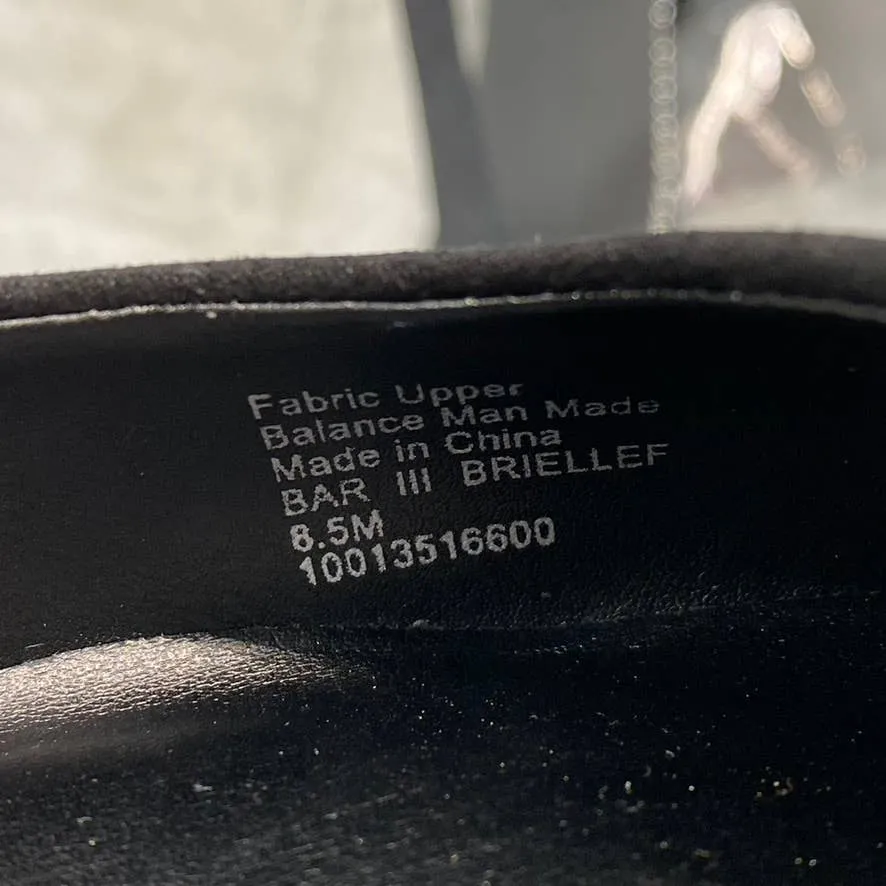 Fabric Upper
Balance Man Made
Made in China
BAR III BRIELLEF
8.5M
10013516600